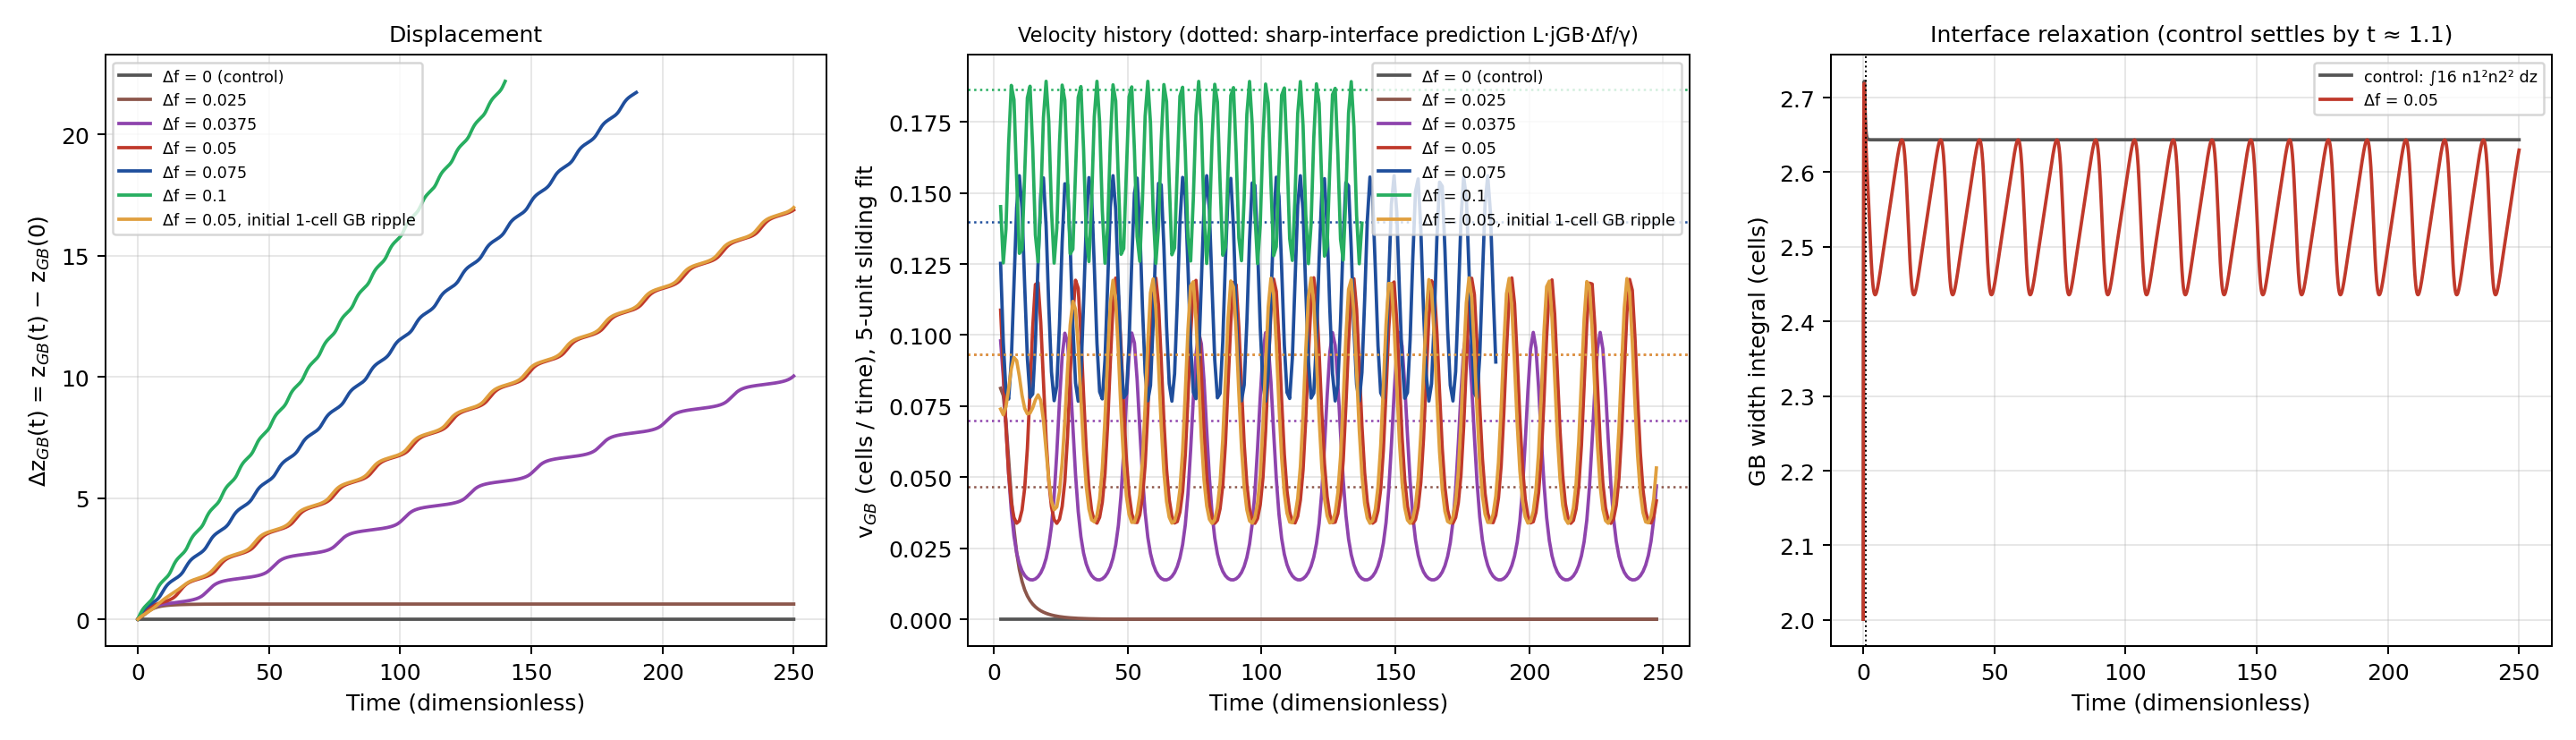 Displacement
Δz_GB(t) = z_GB(t) − z_GB(0)
20
15
10
5
0
Δf = 0 (control)
Δf = 0.025
Δf = 0.0375
Δf = 0.05
Δf = 0.075
Δf = 0.1
Δf = 0.05, initial 1-cell GB ripple
0 50 100 150 200 250
Time (dimensionless)
Velocity history (dotted: sharp-interface prediction L·jGB·Δf/γ)
v_GB (cells / time), 5-unit sliding fit
0.175
0.150
0.125
0.100
0.075
0.050
0.025
0.000
Δf = 0 (control)
Δf = 0.025
Δf = 0.0375
Δf = 0.05
Δf = 0.075
Δf = 0.1
Δf = 0.05, initial 1-cell GB ripple
0 50 100 150 200 250
Time (dimensionless)
Interface relaxation (control settles by t ≈ 1.1)
GB width integral (cells)
2.7
2.6
2.5
2.4
2.3
2.2
2.1
2.0
control: ∫16 n1²n2² dz
Δf = 0.05
0 50 100 150 200 250
Time (dimensionless)